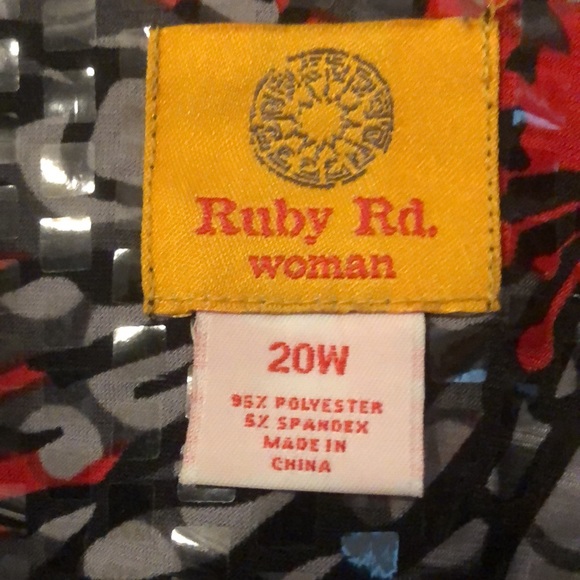 Ruby Rd.
woman
20W
95% POLYESTER
5% SPANDEX
MADE IN
CHINA